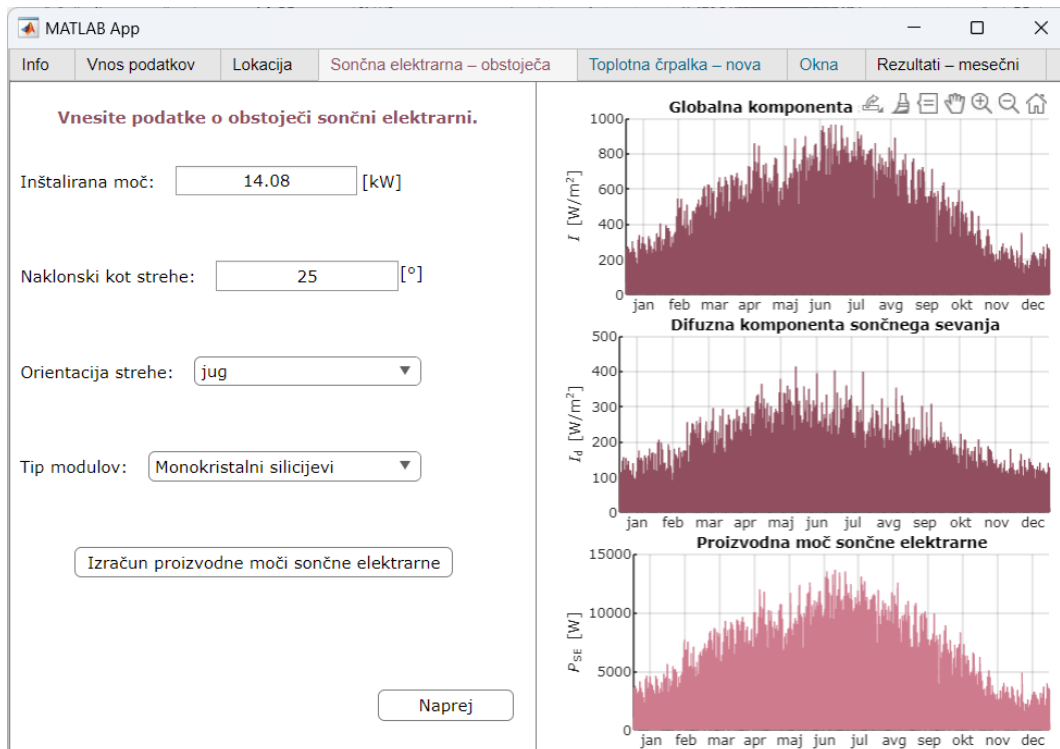 MATLAB App
Info Vnos podatkov Lokacija Sončna elektrarna – obstoječa Toplotna črpalka – nova Okna Rezultati – mesečni
Vnesite podatke o obstoječi sončni elektrarni.
Inštalirana moč: 14.08 [kW]
Naklonski kot strehe: 25 [°]
Orientacija strehe: jug
Tip modulov: Monokristalni silicijevi
Izračun proizvodne moči sončne elektrarne
Naprej
Globalna komponenta
1000
800
600
400
200
0
I [W/m²]
jan feb mar apr maj jun jul avg sep okt nov dec
Difuzna komponenta sončnega sevanja
500
400
300
200
100
0
I_d [W/m²]
jan feb mar apr maj jun jul avg sep okt nov dec
Proizvodna moč sončne elektrarne
15000
10000
5000
0
P_SE [W]
jan feb mar apr maj jun jul avg sep okt nov dec